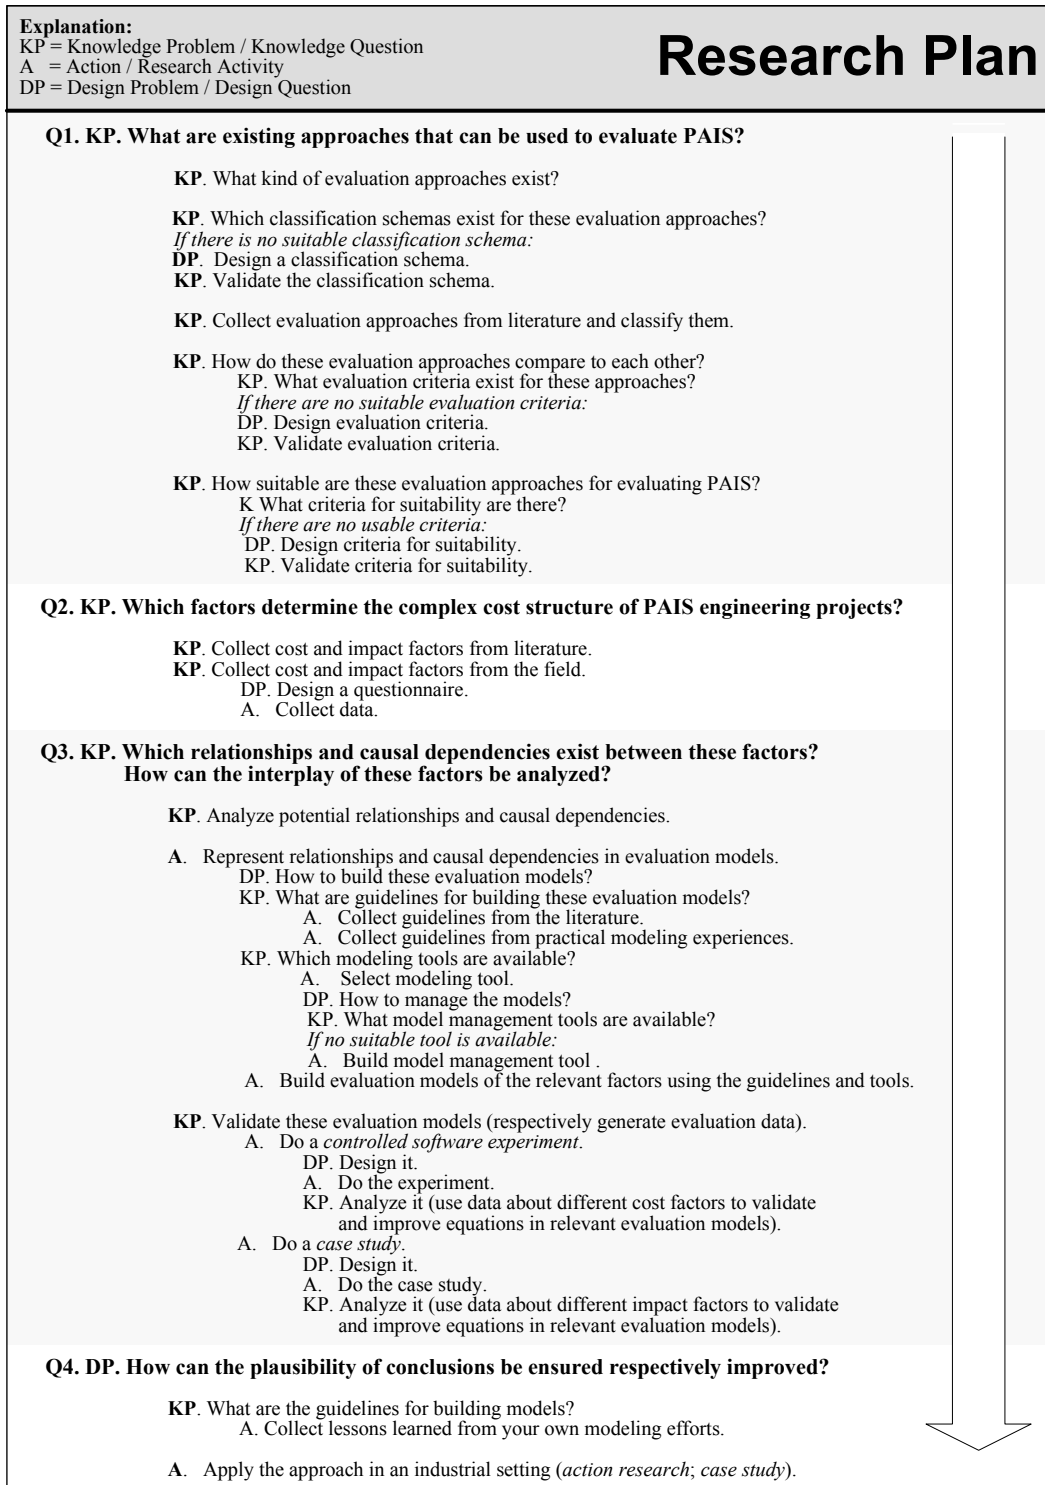 Explanation:
KP = Knowledge Problem / Knowledge Question
A = Action / Research Activity
DP = Design Problem / Design Question
Research Plan
Q1. KP. What are existing approaches that can be used to evaluate PAIS?
KP. What kind of evaluation approaches exist?
KP. Which classification schemas exist for these evaluation approaches?
If there is no suitable classification schema:
DP. Design a classification schema.
KP. Validate the classification schema.
KP. Collect evaluation approaches from literature and classify them.
KP. How do these evaluation approaches compare to each other?
KP. What evaluation criteria exist for these approaches?
If there are no suitable evaluation criteria:
DP. Design evaluation criteria.
KP. Validate evaluation criteria.
KP. How suitable are these evaluation approaches for evaluating PAIS?
K What criteria for suitability are there?
If there are no usable criteria:
DP. Design criteria for suitability.
KP. Validate criteria for suitability.
Q2. KP. Which factors determine the complex cost structure of PAIS engineering projects?
KP. Collect cost and impact factors from literature.
KP. Collect cost and impact factors from the field.
DP. Design a questionnaire.
A. Collect data.
Q3. KP. Which relationships and causal dependencies exist between these factors?
How can the interplay of these factors be analyzed?
KP. Analyze potential relationships and causal dependencies.
A. Represent relationships and causal dependencies in evaluation models.
DP. How to build these evaluation models?
KP. What are guidelines for building these evaluation models?
A. Collect guidelines from the literature.
A. Collect guidelines from practical modeling experiences.
KP. Which modeling tools are available?
A. Select modeling tool.
DP. How to manage the models?
KP. What model management tools are available?
If no suitable tool is available:
A. Build model management tool .
A. Build evaluation models of the relevant factors using the guidelines and tools.
KP. Validate these evaluation models (respectively generate evaluation data).
A. Do a controlled software experiment.
DP. Design it.
A. Do the experiment.
KP. Analyze it (use data about different cost factors to validate
and improve equations in relevant evaluation models).
A. Do a case study.
DP. Design it.
A. Do the case study.
KP. Analyze it (use data about different impact factors to validate
and improve equations in relevant evaluation models).
Q4. DP. How can the plausibility of conclusions be ensured respectively improved?
KP. What are the guidelines for building models?
A. Collect lessons learned from your own modeling efforts.
A. Apply the approach in an industrial setting (action research; case study).